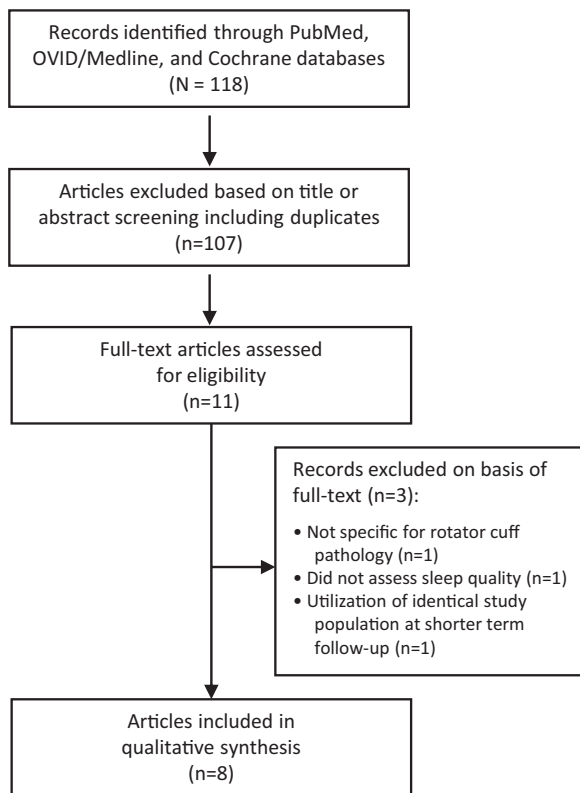 Records identified through PubMed,
OVID/Medline, and Cochrane databases
(N = 118)
Articles excluded based on title or
abstract screening including duplicates
(n=107)
Full-text articles assessed
for eligibility
(n=11)
Records excluded on basis of
full-text (n=3):
• Not specific for rotator cuff
pathology (n=1)
• Did not assess sleep quality (n=1)
• Utilization of identical study
population at shorter term
follow-up (n=1)
Articles included in
qualitative synthesis
(n=8)